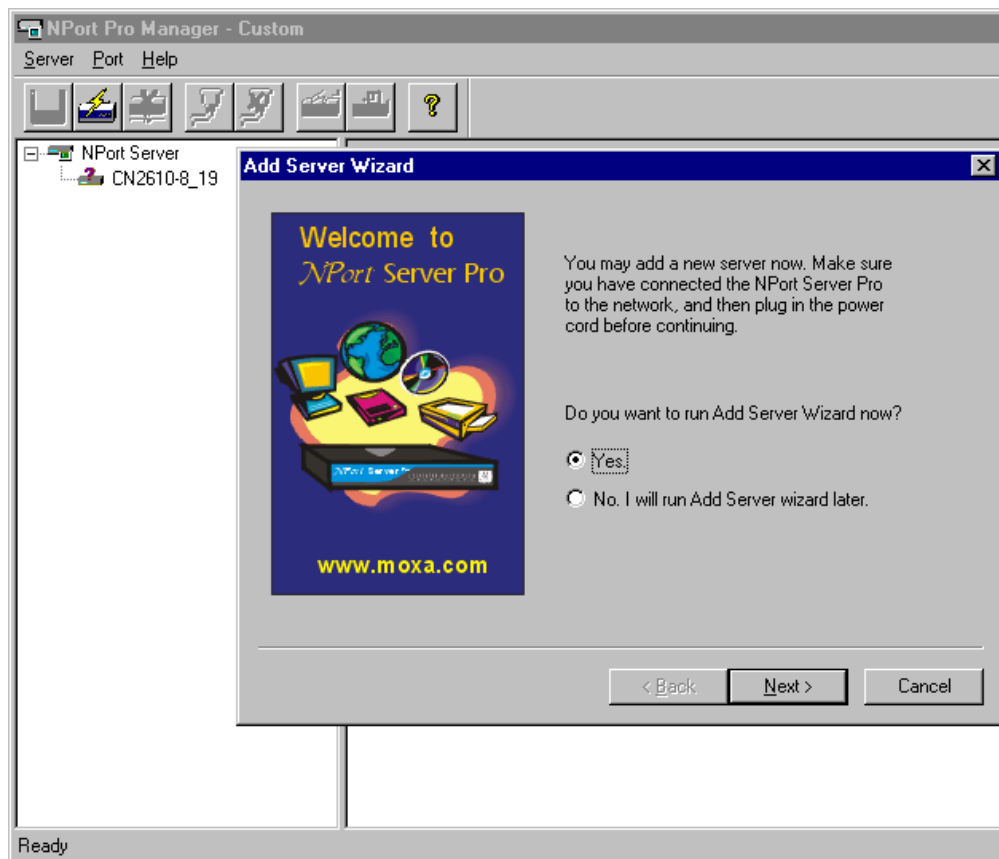 NPort Pro Manager - Custom
Server Port Help
NPort Server
CN2610-8_19
Add Server Wizard
Welcome to
NPort Server Pro
www.moxa.com
You may add a new server now. Make sure
you have connected the NPort Server Pro
to the network, and then plug in the power
cord before continuing.
Do you want to run Add Server Wizard now?
Yes.
No. I will run Add Server wizard later.
< Back
Next >
Cancel
Ready